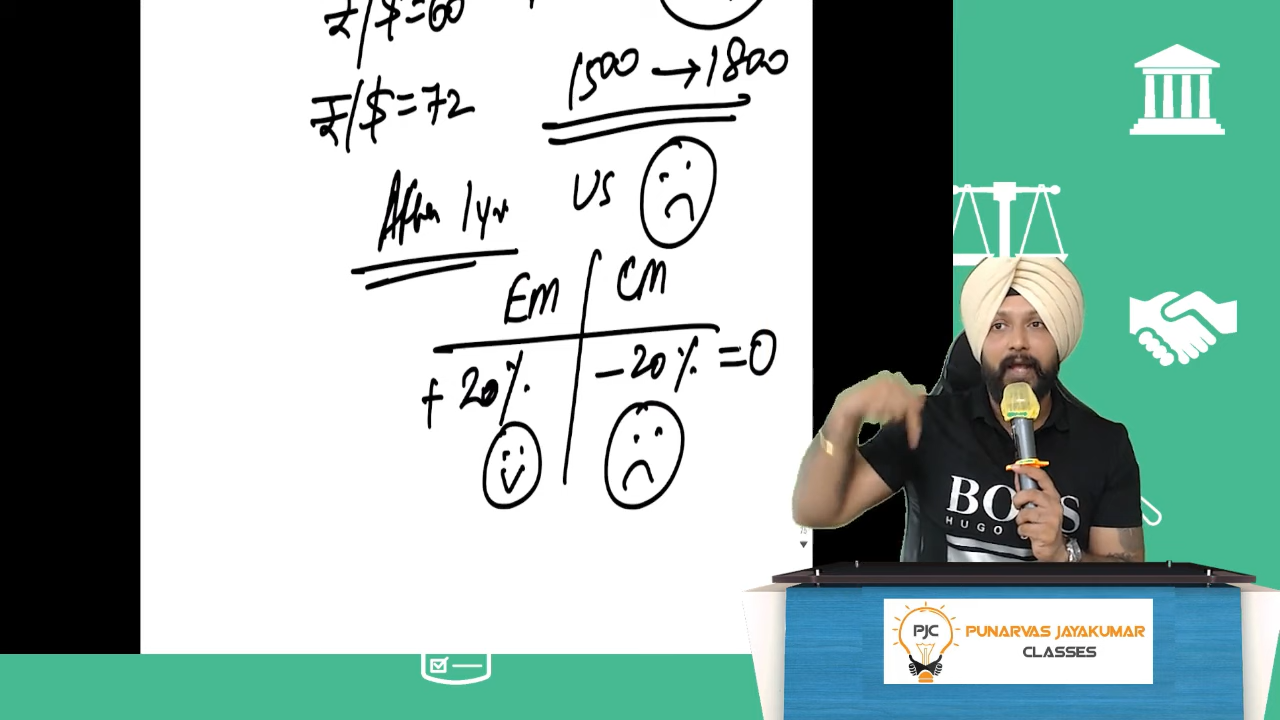 ₹/$=60
1500 → 1800
₹/$=72
After 1yr
US
Em CM
+20% -20% =0
BOSS
HUGO
PJC
PUNARVAS JAYAKUMAR
CLASSES